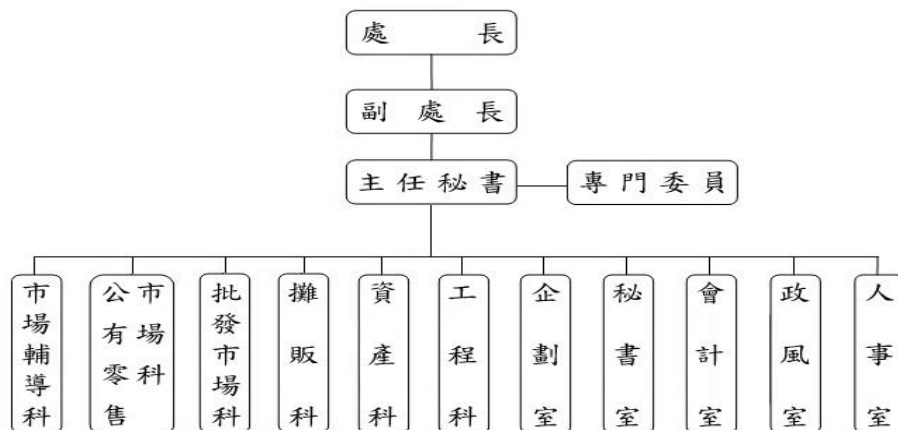 處長
副處長
主任秘書
專門委員
市場輔導科
公有零售市場科
批發市場科
攤販科
資產科
工程科
企劃室
秘書室
會計室
政風室
人事室